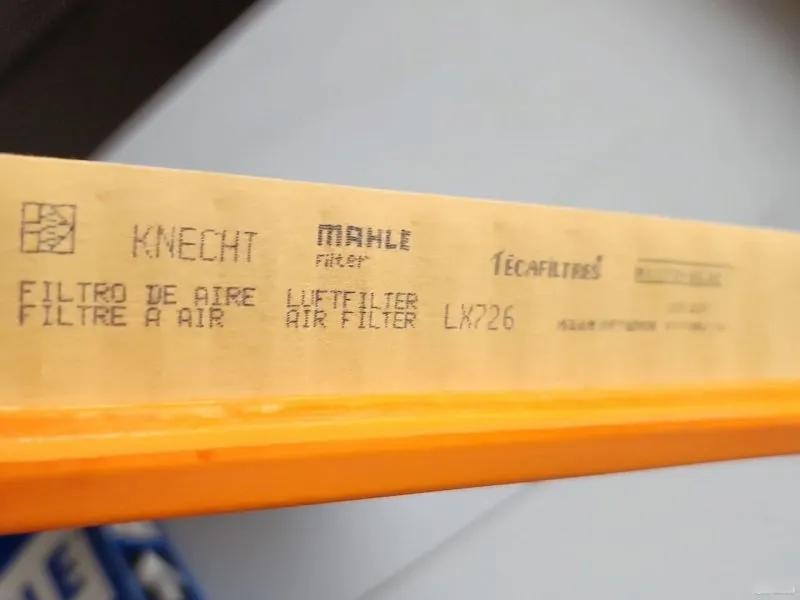 KNECHT
MAHLE
Filter
TECAFILTRES
FILTRO DE AIRE
FILTRE A AIR
LUFTFILTER
AIR FILTER
LX726